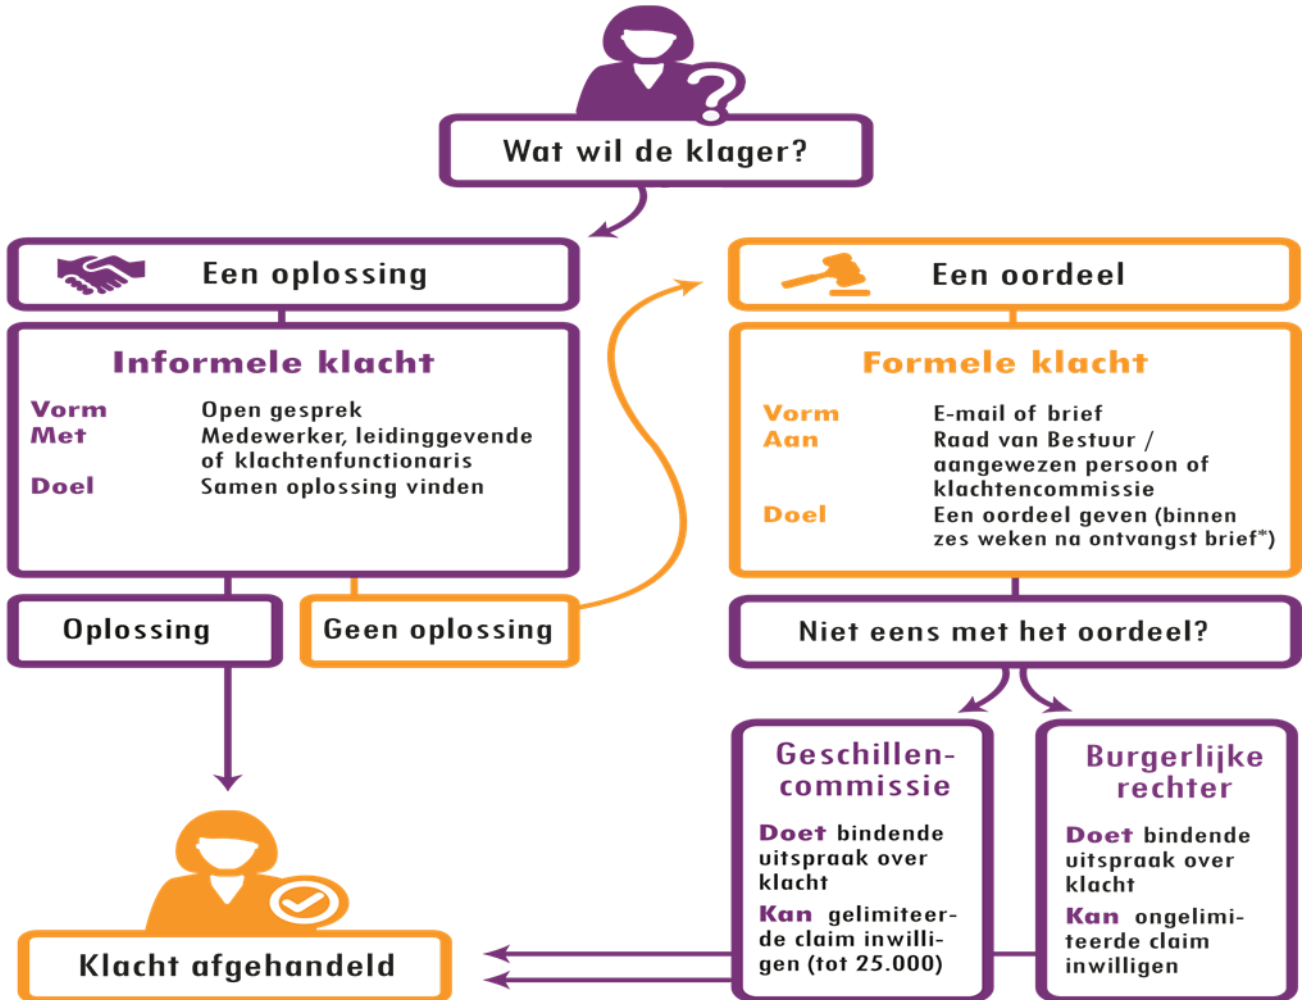 Wat wil de klager?
Een oplossing
Informele klacht
Vorm Open gesprek
Met Medewerker, leidinggevende
of klachtenfunctionaris
Doel Samen oplossing vinden
Oplossing
Geen oplossing
Een oordeel
Formele klacht
Vorm E-mail of brief
Aan Raad van Bestuur /
aangewezen persoon of
klachtencommissie
Doel Een oordeel geven (binnen
zes weken na ontvangst brief*)
Niet eens met het oordeel?
Geschillen-
commissie
Doet bindende
uitspraak over
klacht
Kan gelimiteer-
de claim inwilli-
gen (tot 25.000)
Burgerlijke
rechter
Doet bindende
uitspraak over
klacht
Kan ongelimi-
teerde claim
inwilligen
Klacht afgehandeld